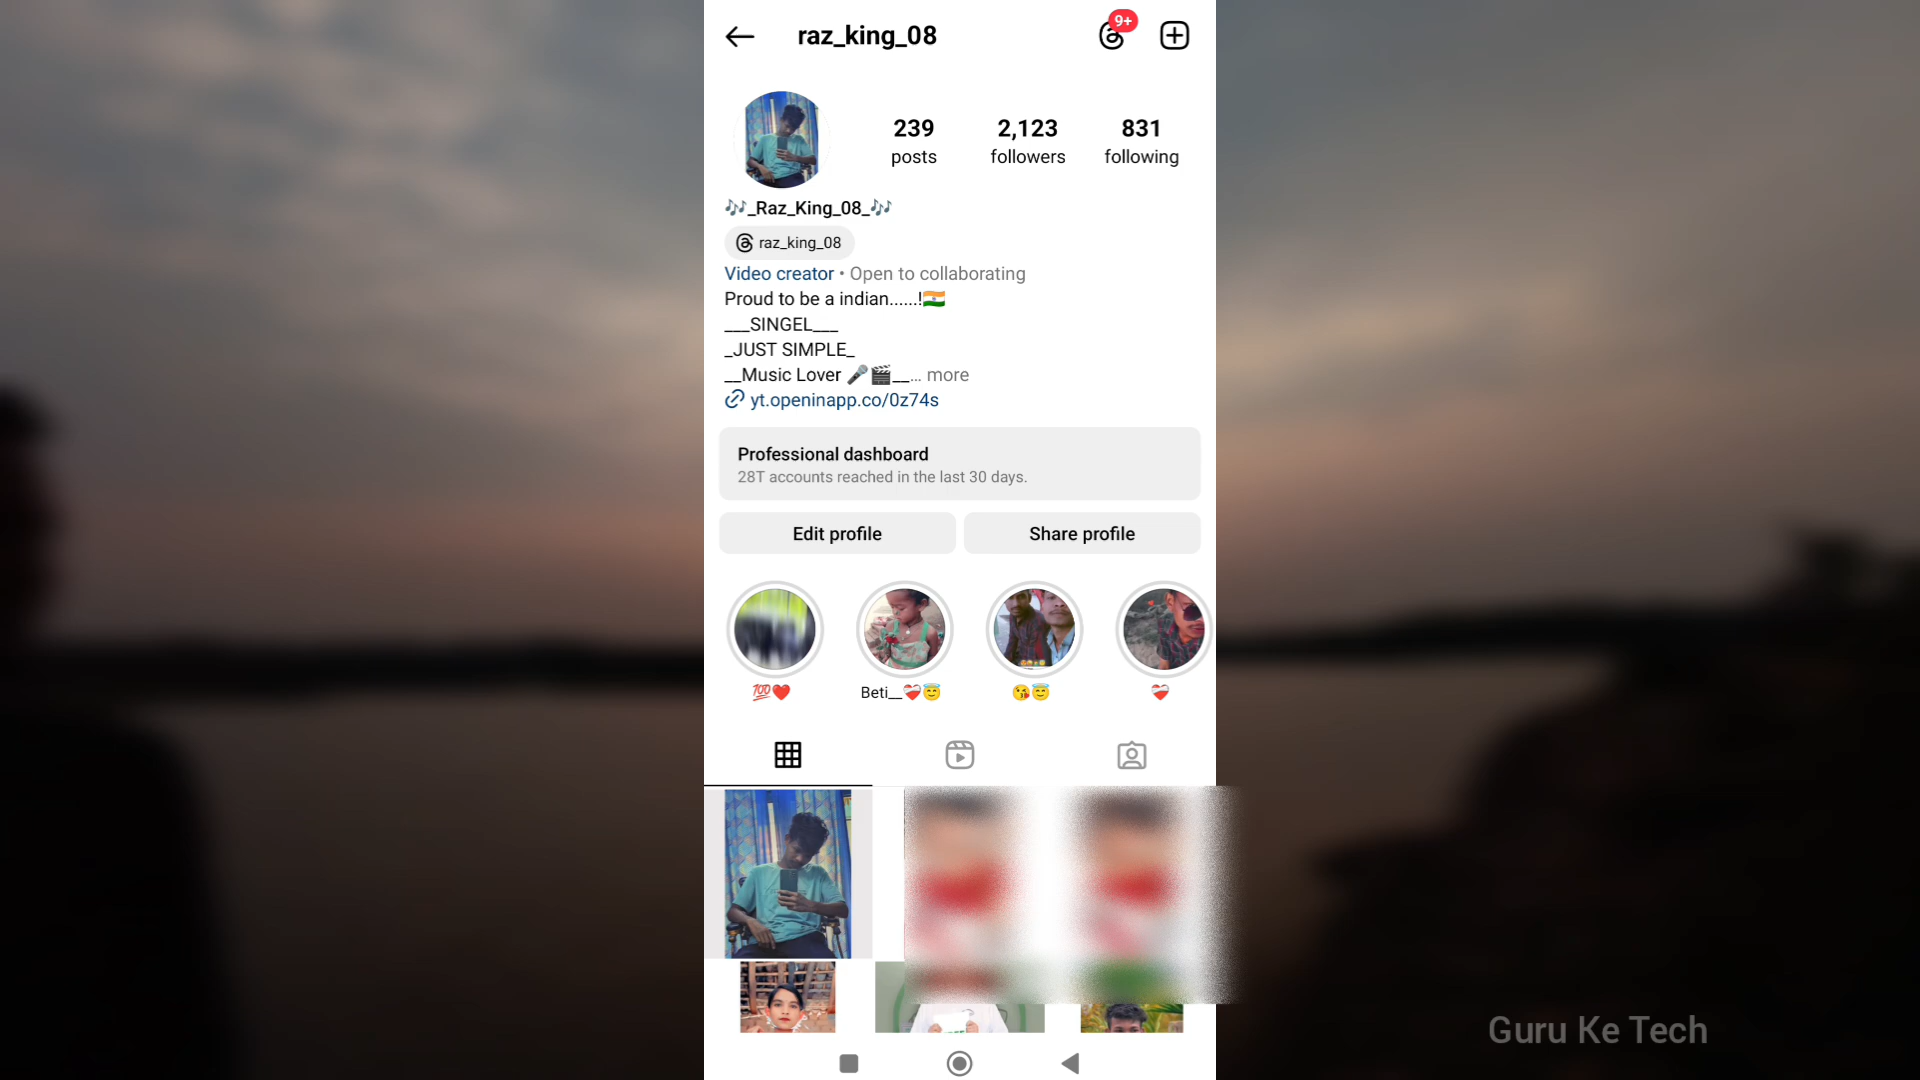 raz_king_08
9+
239
posts
2,123
followers
831
following
🎶_Raz_King_08_🎶
raz_king_08
Video creator • Open to collaborating
Proud to be a indian......!🇮🇳
___SINGEL___
_JUST SIMPLE_
__Music Lover 🎤🎬__... more
yt.openinapp.co/0z74s
Professional dashboard
28T accounts reached in the last 30 days.
Edit profile
Share profile
💯❤️
Beti__❤️‍🩹😇
😘😇
❤️‍🩹
Guru Ke Tech